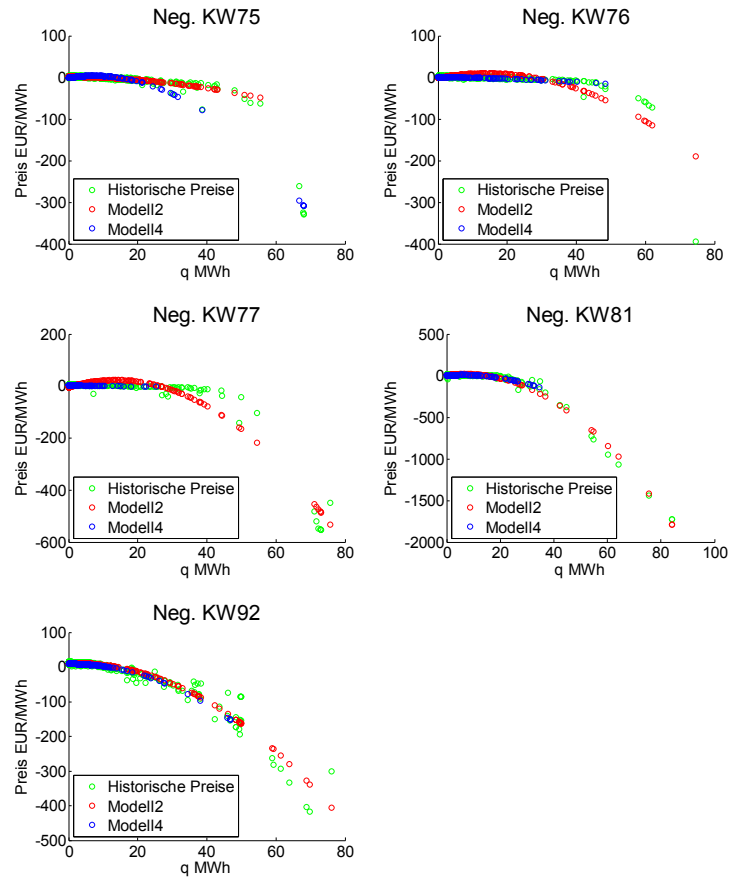 Neg. KW75
100
0
-100
-200
-300
-400
Preis EUR/MWh
Historische Preise
Modell2
Modell4
0 20 40 60 80
q MWh
Neg. KW76
100
0
-100
-200
-300
-400
Preis EUR/MWh
Historische Preise
Modell2
Modell4
0 20 40 60 80
q MWh
Neg. KW77
200
0
-200
-400
-600
Preis EUR/MWh
Historische Preise
Modell2
Modell4
0 20 40 60 80
q MWh
Neg. KW81
500
0
-500
-1000
-1500
-2000
Preis EUR/MWh
Historische Preise
Modell2
Modell4
0 20 40 60 80 100
q MWh
Neg. KW92
100
0
-100
-200
-300
-400
-500
Preis EUR/MWh
Historische Preise
Modell2
Modell4
0 20 40 60 80
q MWh